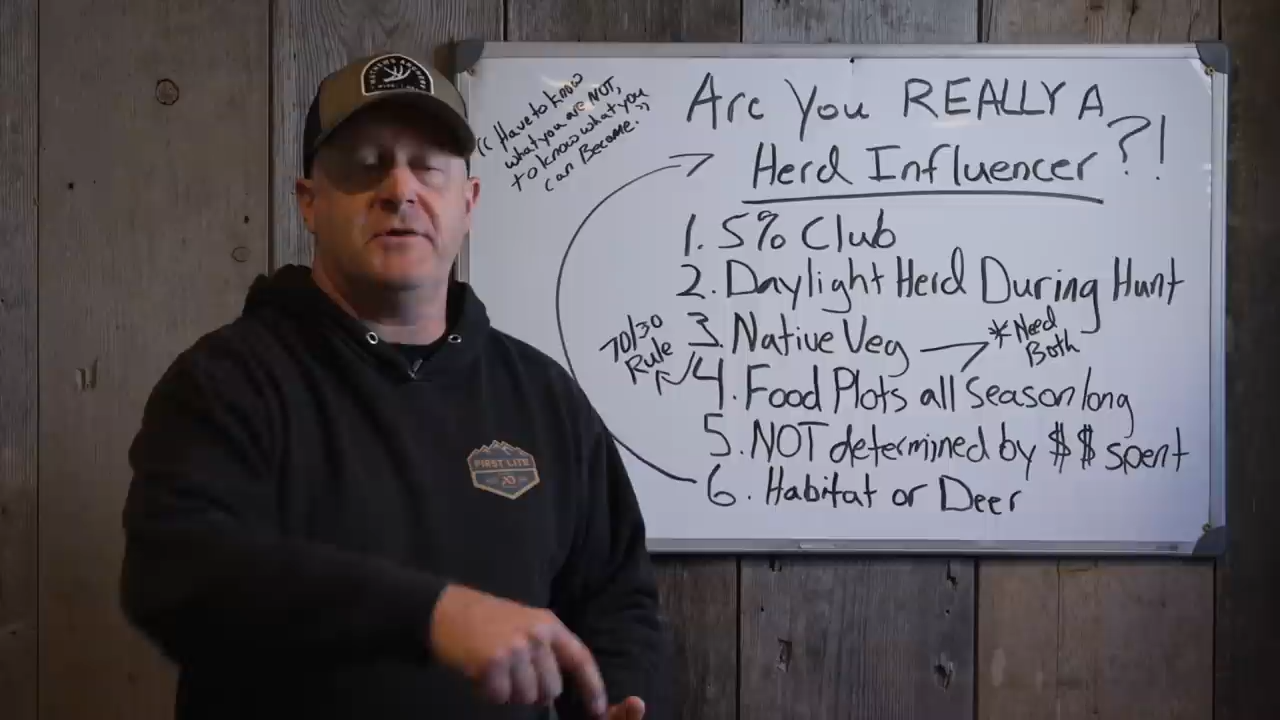 "Have to know
what you are NOT,
to know what you
can Become."
Are You REALLY A
Herd Influencer ?!
1. 5% Club
2. Daylight Herd During Hunt
3. Native Veg
*Need
Both
70/30
Rule
4. Food Plots all Season long
5. NOT determined by $$ spent
6. Habitat or Deer
FIRST LITE